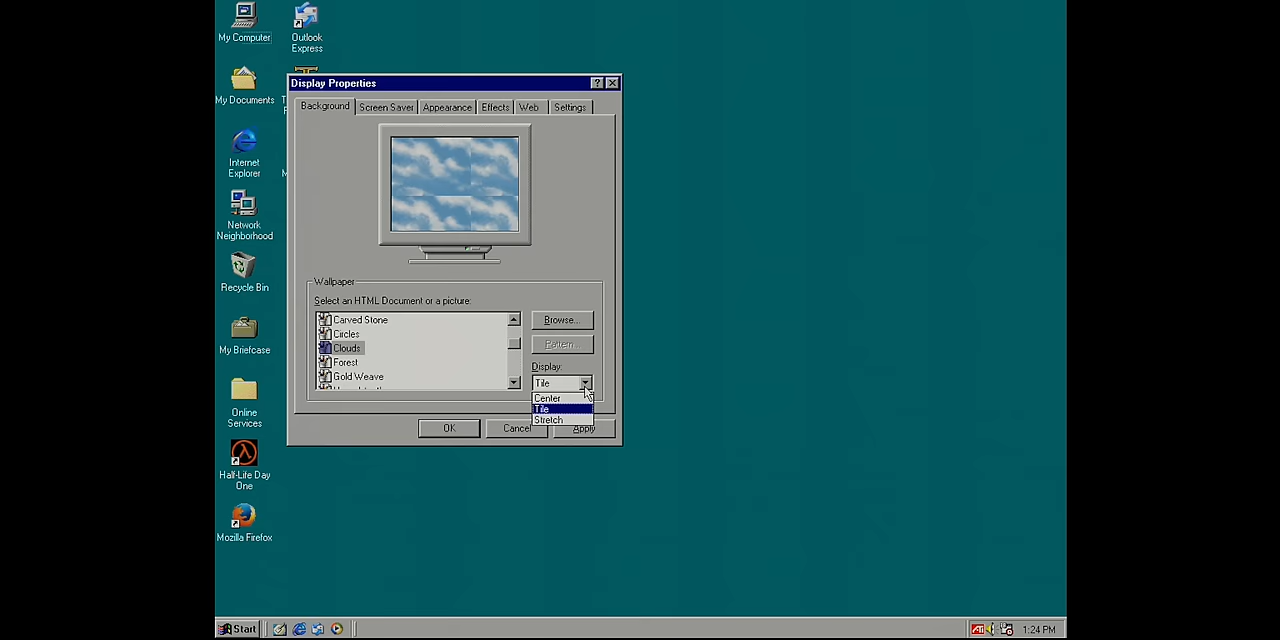 My Computer
Outlook
Express
My Documents
Internet
Explorer
Network
Neighborhood
Recycle Bin
My Briefcase
Online
Services
Half-Life Day
One
Mozilla Firefox
Display Properties
Background
Screen Saver
Appearance
Effects
Web
Settings
Wallpaper
Select an HTML Document or a picture:
Carved Stone
Circles
Clouds
Forest
Gold Weave
Browse...
Pattern...
Display:
Tile
Center
Tile
Stretch
OK
Cancel
Apply
Start
ATI
1:24 PM